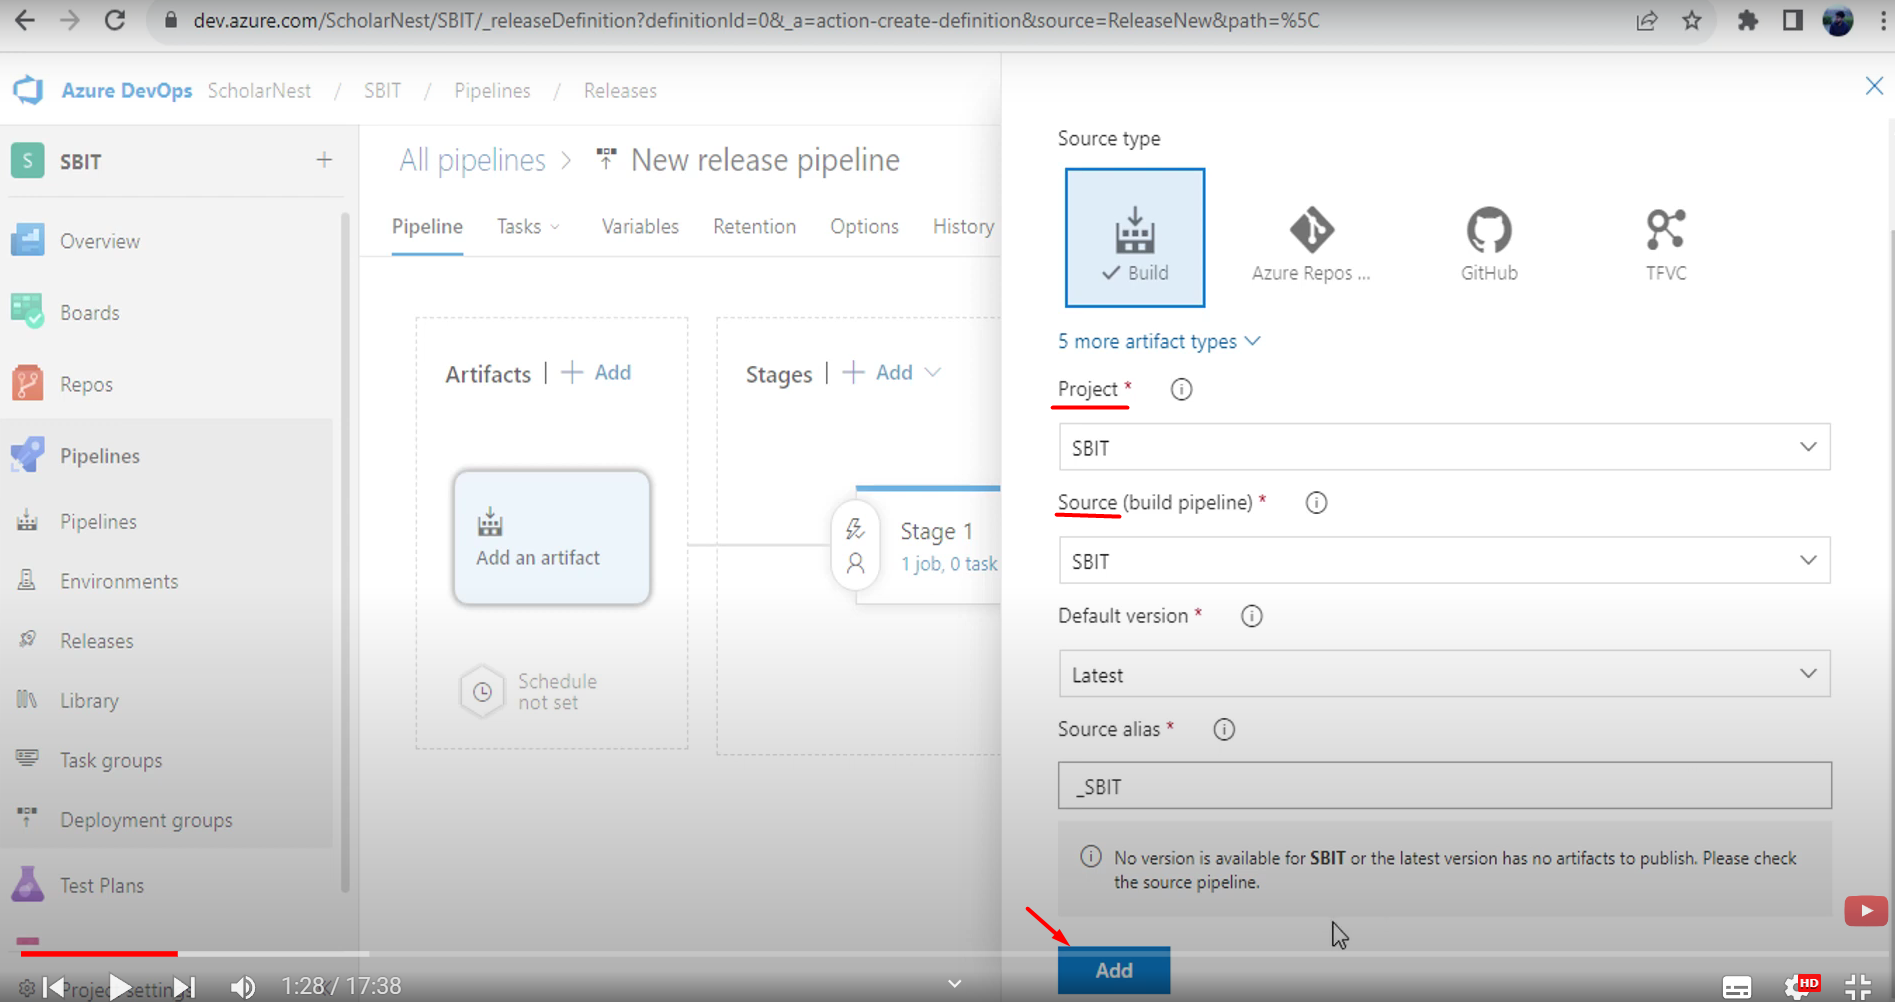 dev.azure.com/ScholarNest/SBIT/_releaseDefinition?definitionId=0&_a=action-create-definition&source=ReleaseNew&path=%5C
Azure DevOps ScholarNest / SBIT / Pipelines / Releases
S SBIT +
Overview
Boards
Repos
Pipelines
Pipelines
Environments
Releases
Library
Task groups
Deployment groups
Test Plans
Project settings
All pipelines > New release pipeline
Pipeline Tasks Variables Retention Options History
Artifacts | + Add
Add an artifact
Schedule
not set
Stages | + Add
Stage 1
1 job, 0 task
Source type
Build
Azure Repos ...
GitHub
TFVC
5 more artifact types
Project *
SBIT
Source (build pipeline) *
SBIT
Default version *
Latest
Source alias *
_SBIT
No version is available for SBIT or the latest version has no artifacts to publish. Please check
the source pipeline.
Add
1:28 / 17:38
HD